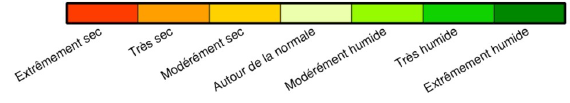 Extrêmement sec
Très sec
Modérément sec
Autour de la normale
Modérément humide
Très humide
Extrêmement humide